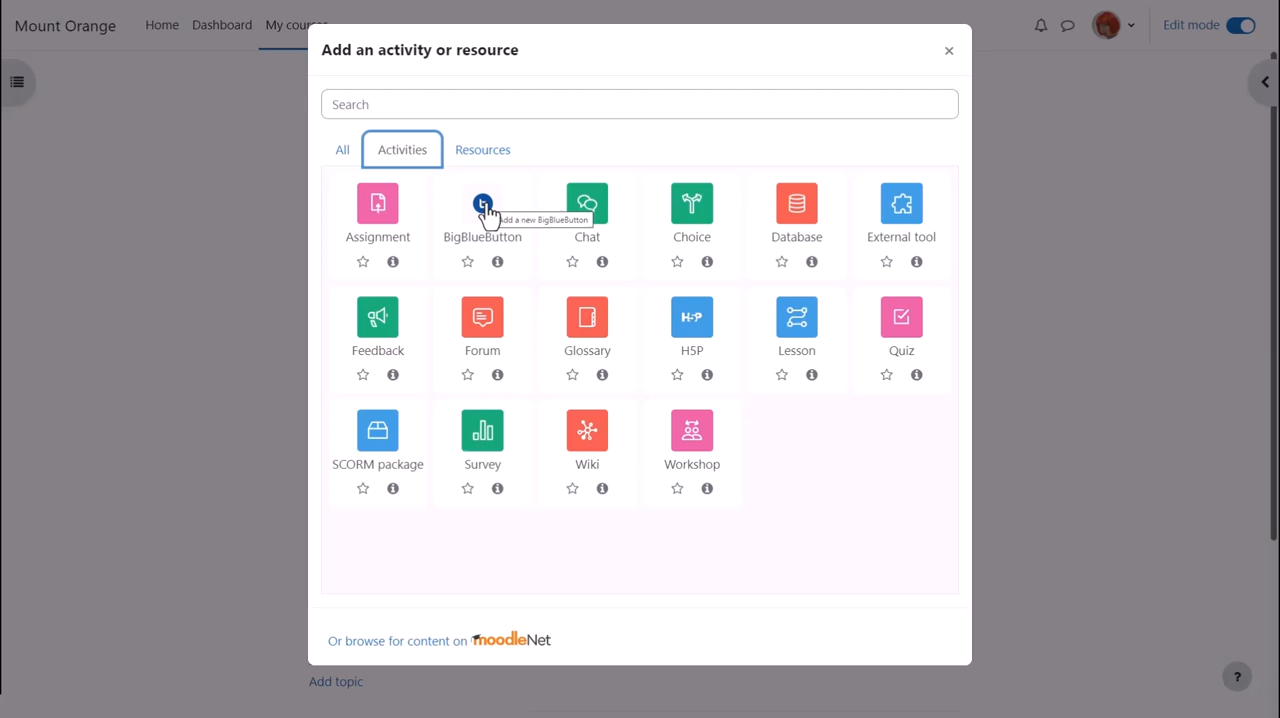 Mount Orange Home Dashboard My cour Edit mode
Add an activity or resource
Search
All Activities Resources
Add a new BigBlueButton
Assignment BigBlueButton Chat Choice Database External tool
H5P
Feedback Forum Glossary H5P Lesson Quiz
SCORM package Survey Wiki Workshop
Or browse for content on moodleNet
Add topic
?